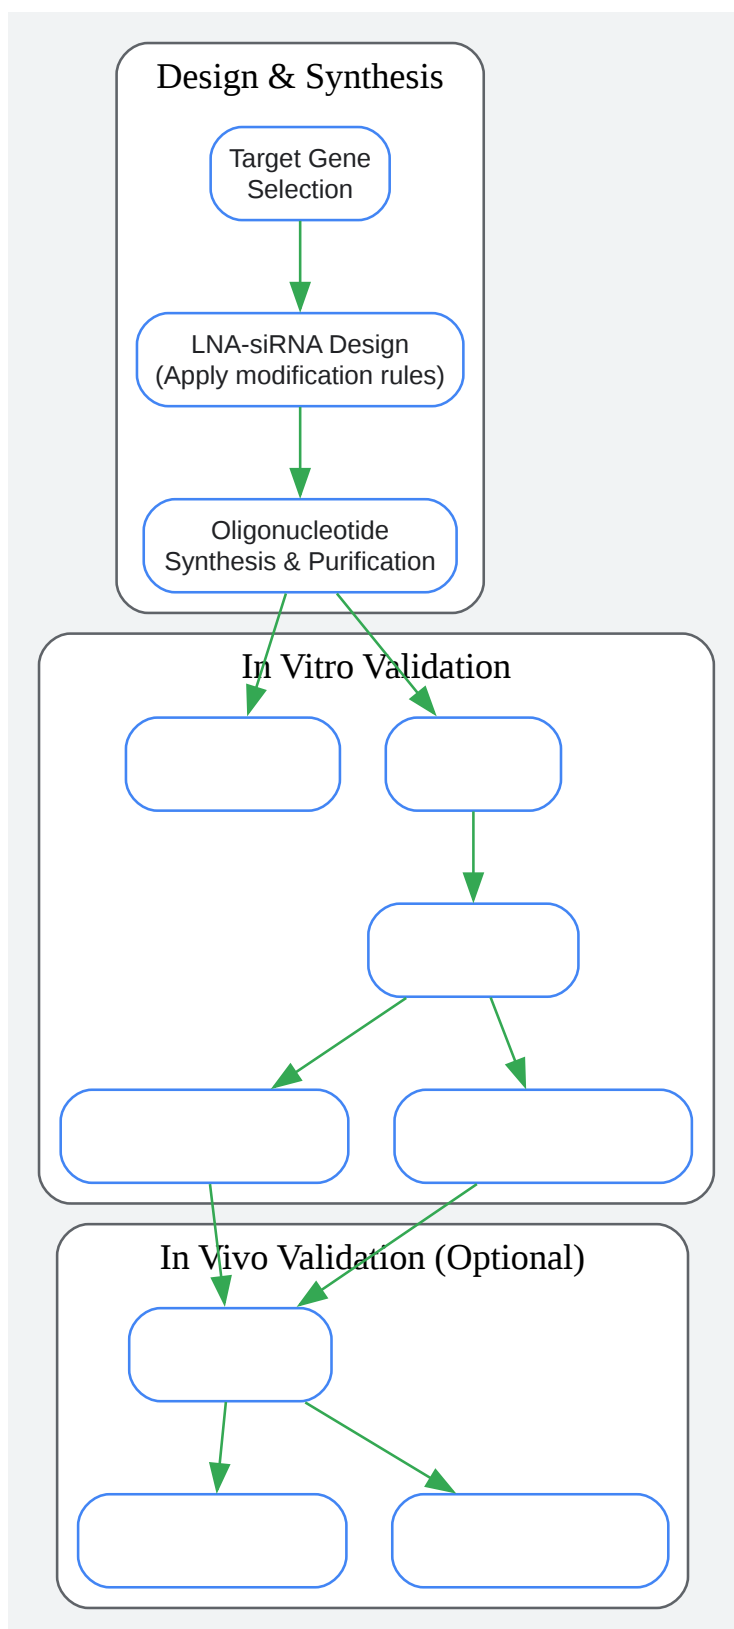 Design & Synthesis
Target Gene
Selection
LNA-siRNA Design
(Apply modification rules)
Oligonucleotide
Synthesis & Purification
In Vitro Validation
In Vivo Validation (Optional)